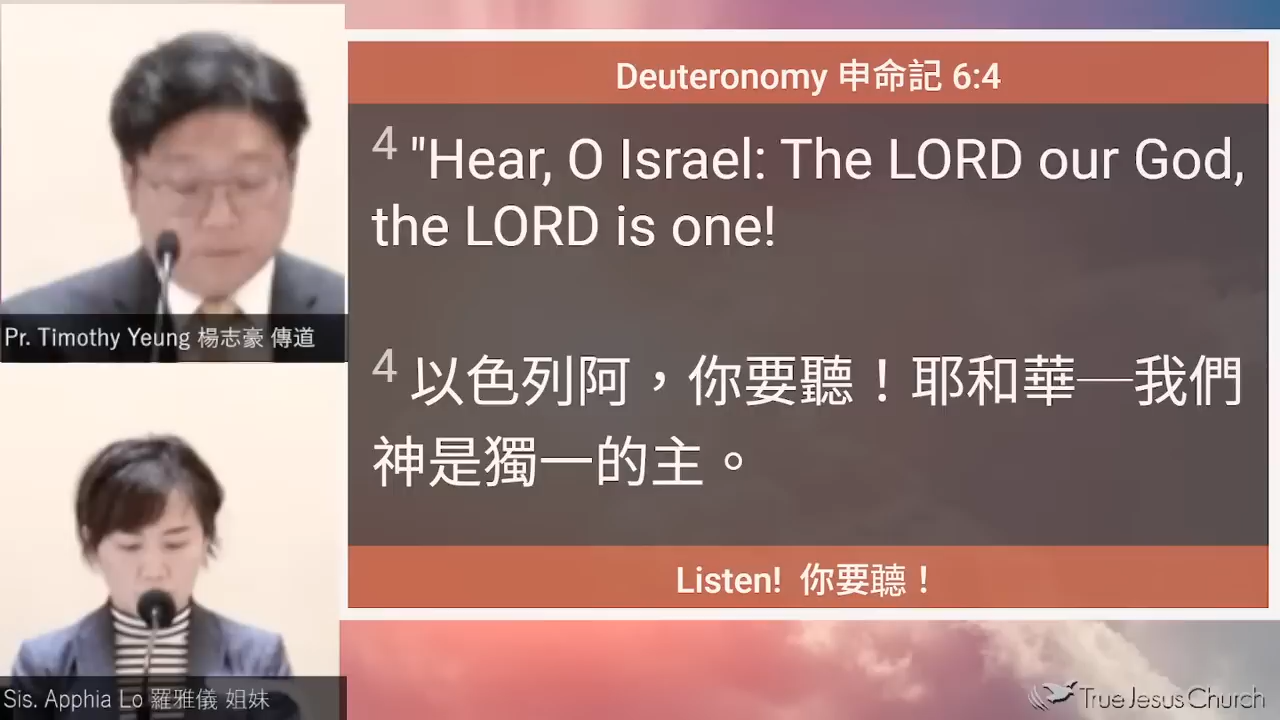 Deuteronomy 申命記 6:4
4 "Hear, O Israel: The LORD our God,
the LORD is one!
4 以色列阿，你要聽！耶和華─我們
神是獨一的主。
Listen! 你要聽！
Pr. Timothy Yeung 楊志豪 傳道
Sis. Apphia Lo 羅雅儀 姐妹
True Jesus Church